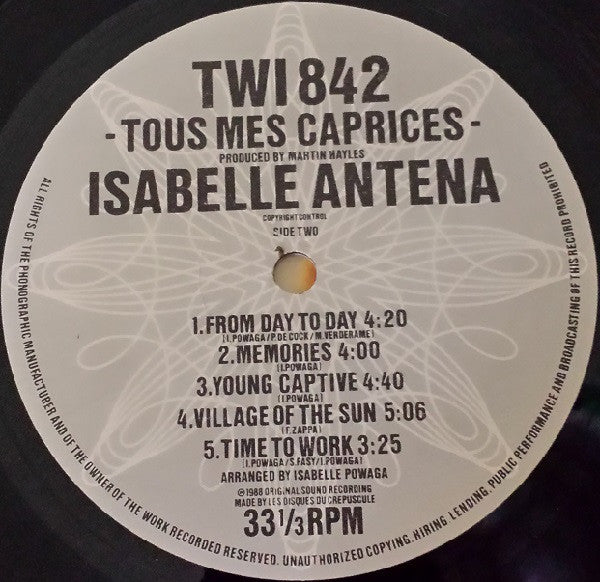 TWI 842
-TOUS MES CAPRICES-
PRODUCED BY MARTIN HAYLES
ISABELLE ANTENA
COPYRIGHT CONTROL
SIDE TWO
1.FROM DAY TO DAY 4:20
(I.POWAGA/P.DE COCK/M.VERDERAME)
2.MEMORIES 4:00
(I.POWAGA)
3.YOUNG CAPTIVE 4:40
(I.POWAGA)
4.VILLAGE OF THE SUN 5:06
(F.ZAPPA)
5.TIME TO WORK 3:25
(I.POWAGA/S.FASY/I.POWAGA)
ARRANGED BY ISABELLE POWAGA
℗1988 ORIGINAL SOUND RECORDING
MADE BY LES DISQUES DU CREPUSCULE
33 1/3 RPM
ALL RIGHTS OF THE PHONOGRAPHIC MANUFACTURER AND OF THE OWNER OF THE WORK RECORDED RESERVED. UNAUTHORIZED COPYING. HIRING. LENDING. PUBLIC PERFORMANCE AND BROADCASTING OF THIS RECORD PROHIBITED.